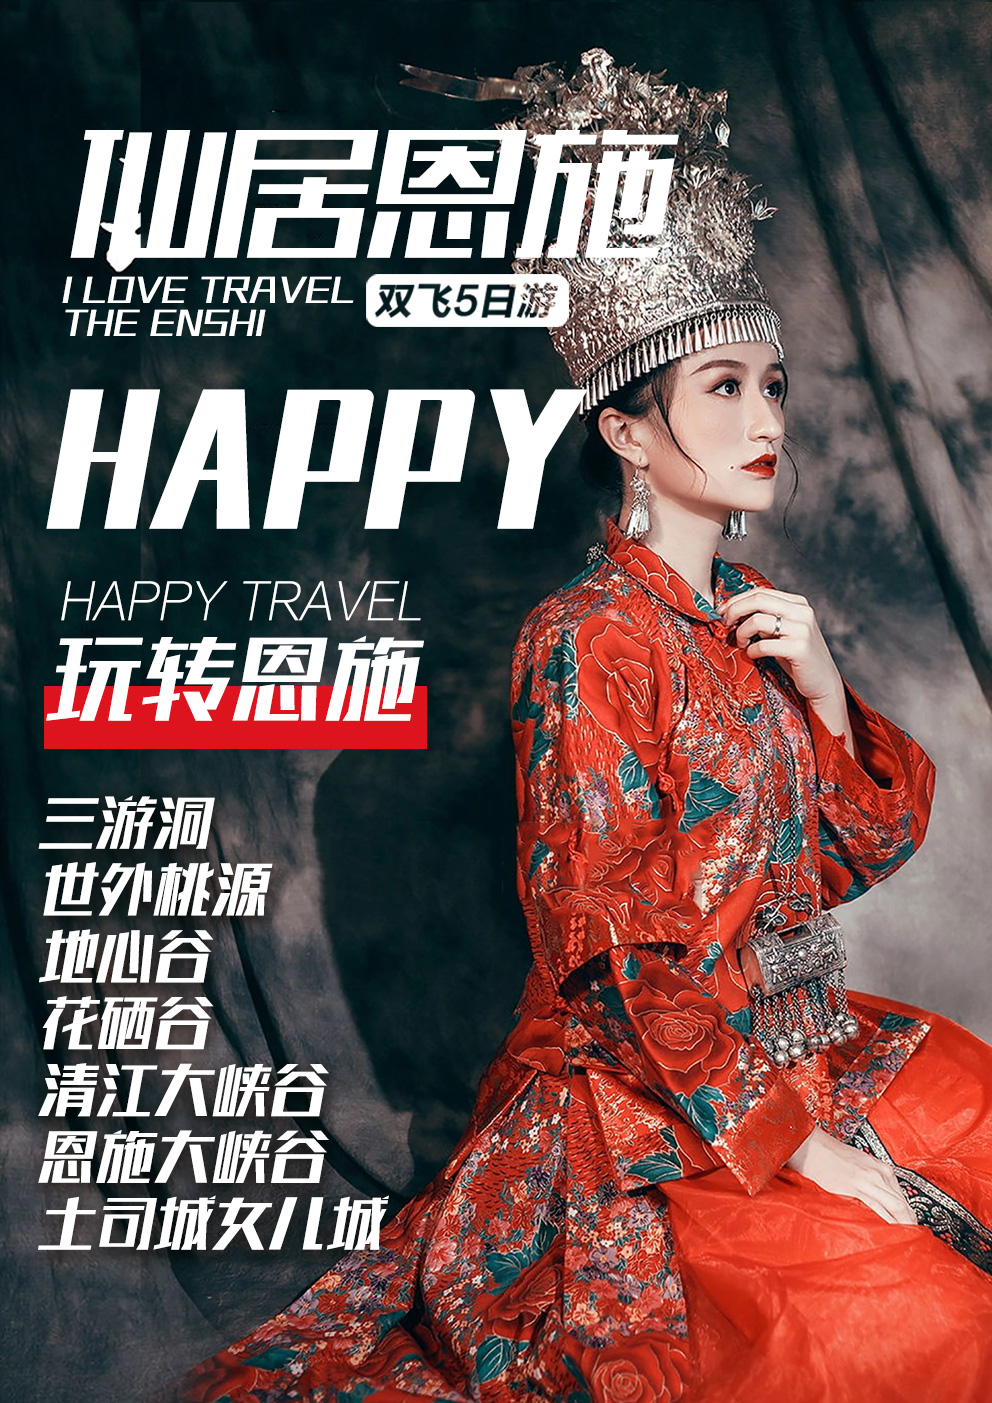 仙居恩施
I LOVE TRAVEL
THE ENSHI
双飞5日游
HAPPY
HAPPY TRAVEL
玩转恩施
三游洞
世外桃源
地心谷
花硒谷
清江大峡谷
恩施大峡谷
土司城女儿城